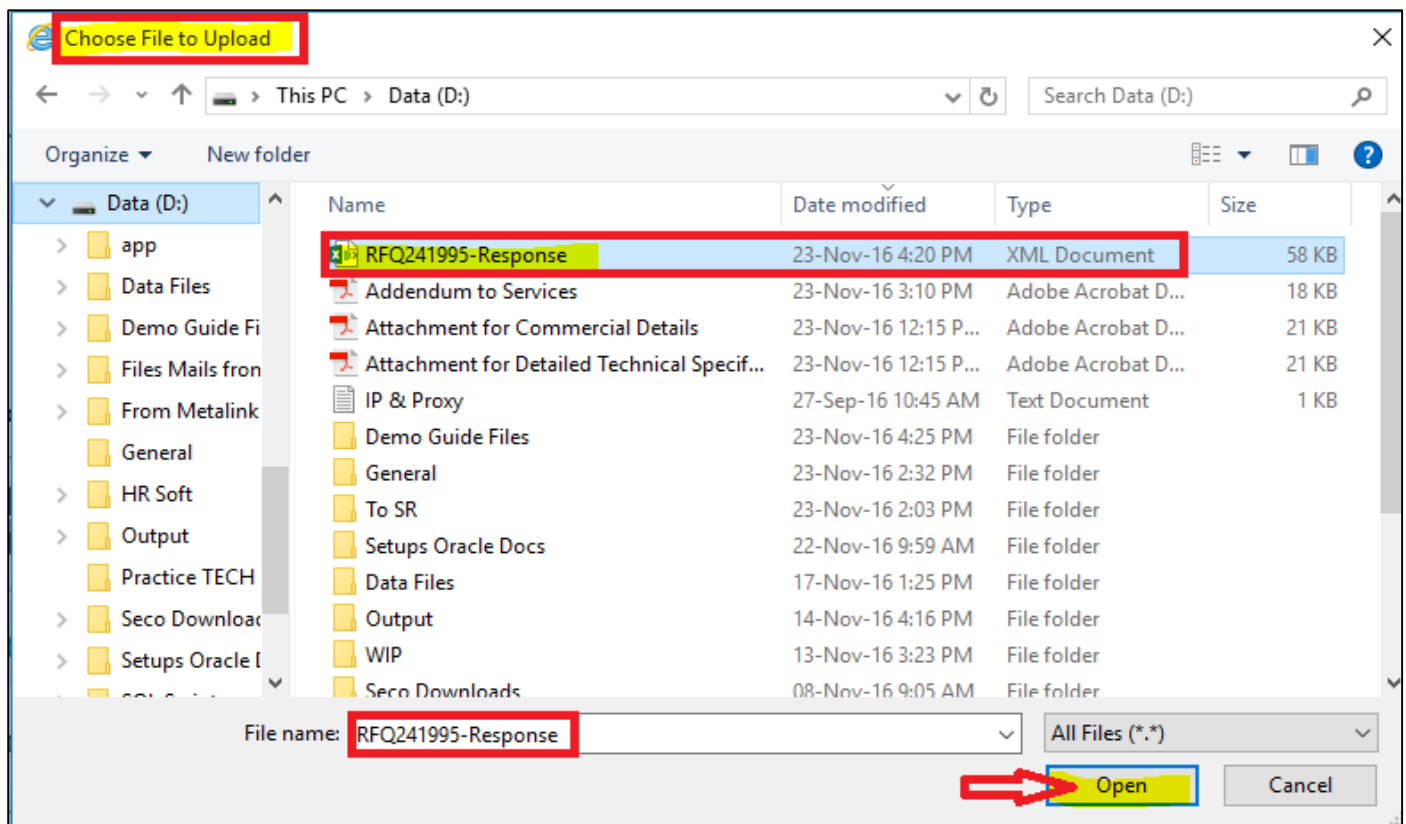 Choose File to Upload
This PC > Data (D:) Search Data (D:)
Organize New folder
Data (D:)
app
Data Files
Demo Guide Fi
Files Mails fron
From Metalink
General
HR Soft
Output
Practice TECH
Seco Downloac
Setups Oracle
Name Date modified Type Size
RFQ241995-Response 23-Nov-16 4:20 PM XML Document 58 KB
Addendum to Services 23-Nov-16 3:10 PM Adobe Acrobat D... 18 KB
Attachment for Commercial Details 23-Nov-16 12:15 P... Adobe Acrobat D... 21 KB
Attachment for Detailed Technical Specif... 23-Nov-16 12:15 P... Adobe Acrobat D... 21 KB
IP & Proxy 27-Sep-16 10:45 AM Text Document 1 KB
Demo Guide Files 23-Nov-16 4:25 PM File folder
General 23-Nov-16 2:32 PM File folder
To SR 23-Nov-16 2:03 PM File folder
Setups Oracle Docs 22-Nov-16 9:59 AM File folder
Data Files 17-Nov-16 1:25 PM File folder
Output 14-Nov-16 4:16 PM File folder
WIP 13-Nov-16 3:23 PM File folder
Seco Downloads 08-Nov-16 9:05 AM File folder
File name: RFQ241995-Response All Files (*.*)
Open Cancel